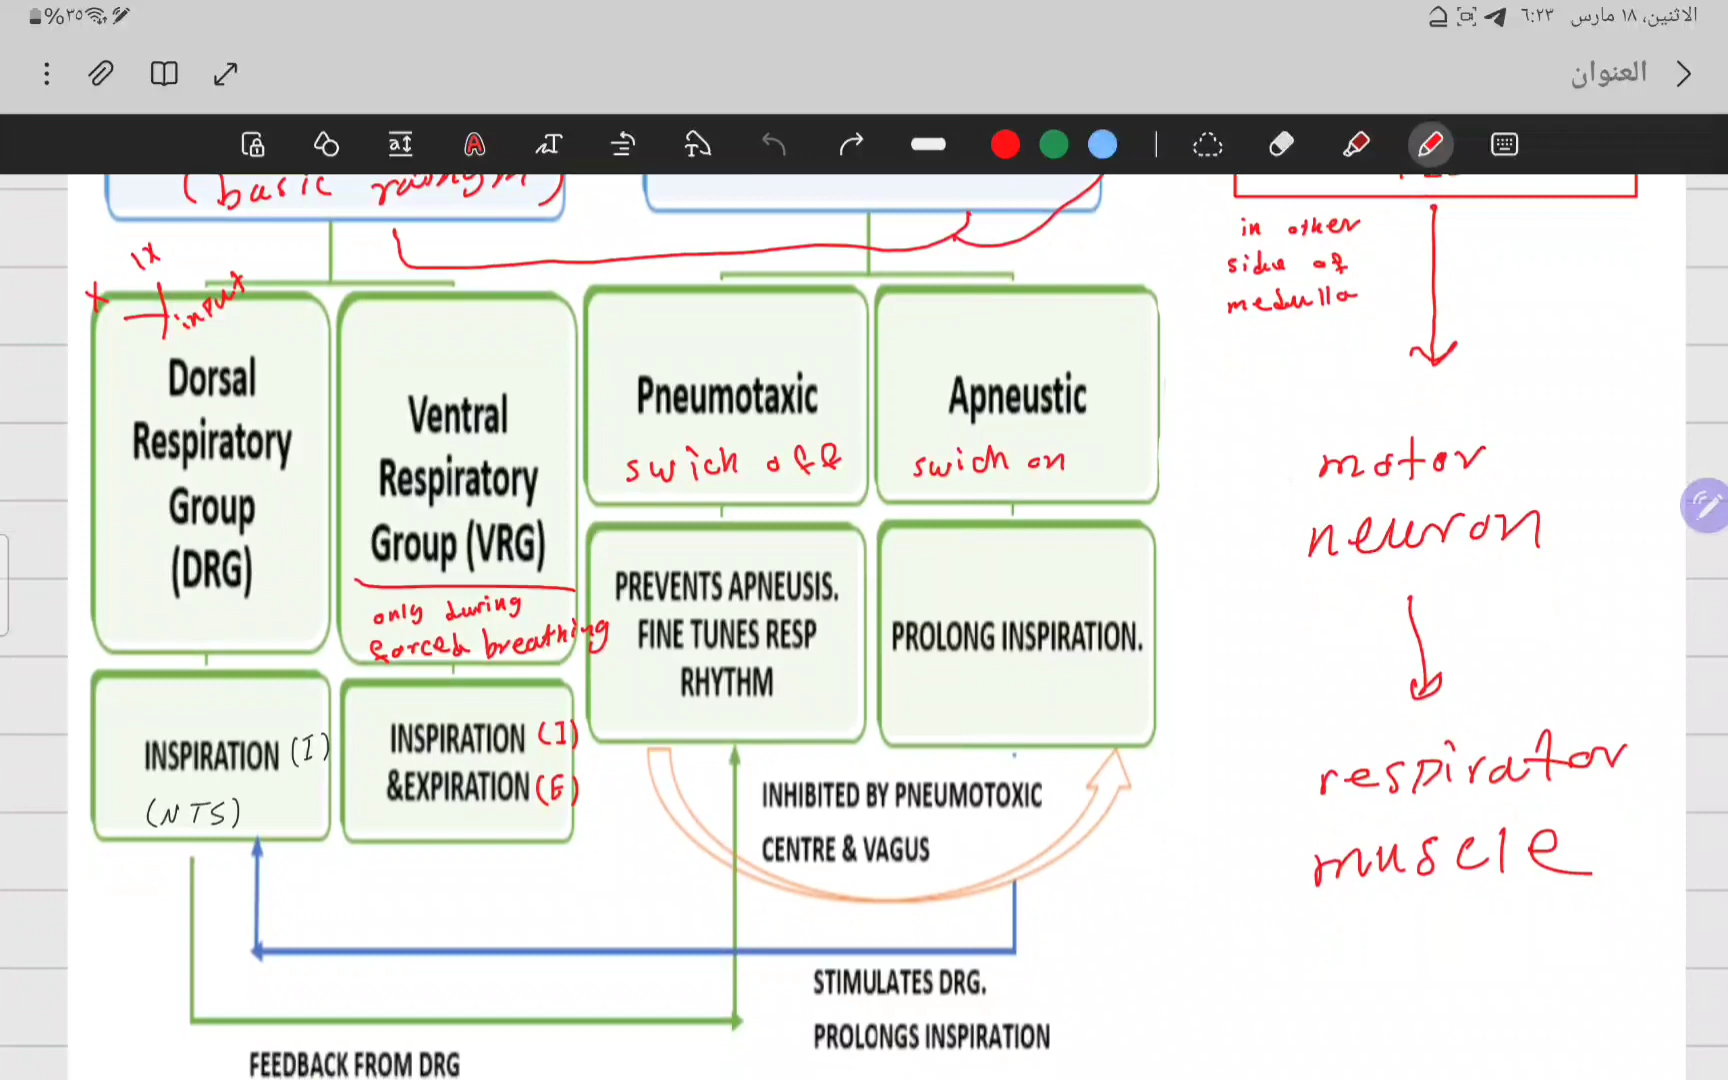 ٣٥%
الاثنين، ١٨ مارس ٦:٢٣
العنوان
(basic
in other
side of
medulla
IX
X
input
Dorsal
Respiratory
Group
(DRG)
Ventral
Respiratory
Group (VRG)
only during
forced breathing
Pneumotaxic
swich off
Apneustic
swich on
INSPIRATION (I)
(NTS)
INSPIRATION (I)
&EXPIRATION (E)
PREVENTS APNEUSIS.
FINE TUNES RESP
RHYTHM
PROLONG INSPIRATION.
motor
neuron
respirator
muscle
INHIBITED BY PNEUMOTOXIC
CENTRE & VAGUS
STIMULATES DRG.
PROLONGS INSPIRATION
FEEDBACK FROM DRG